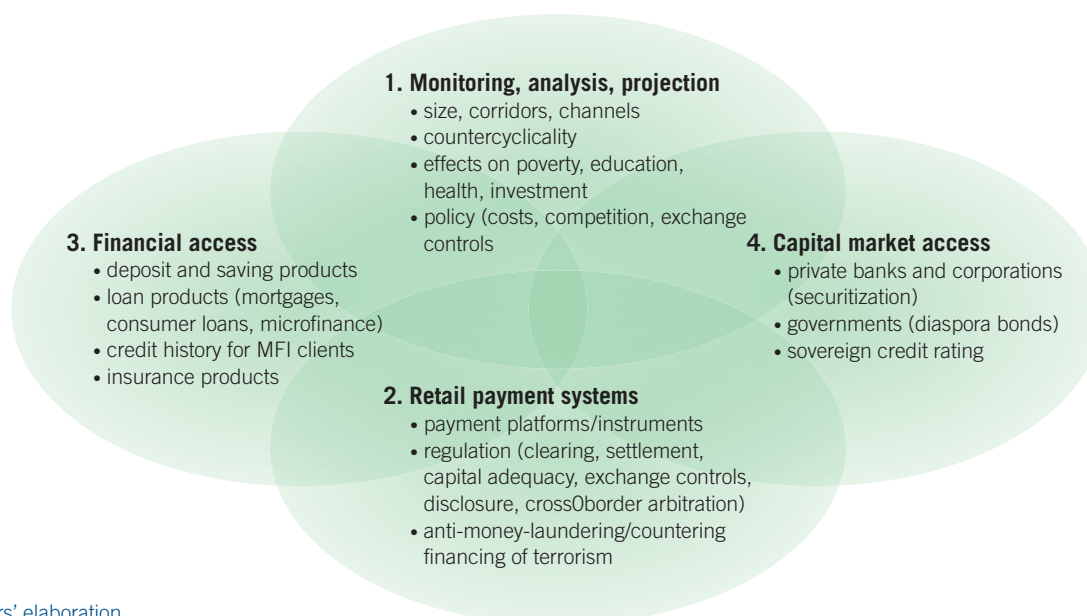 1. Monitoring, analysis, projection
• size, corridors, channels
• countercyclicality
• effects on poverty, education,
health, investment
• policy (costs, competition, exchange
controls
3. Financial access
• deposit and saving products
• loan products (mortgages,
consumer loans, microfinance)
• credit history for MFI clients
• insurance products
4. Capital market access
• private banks and corporations
(securitization)
• governments (diaspora bonds)
• sovereign credit rating
2. Retail payment systems
• payment platforms/instruments
• regulation (clearing, settlement,
capital adequacy, exchange controls,
disclosure, cross0border arbitration)
• anti-money-laundering/countering
financing of terrorism
rs’ elaboration